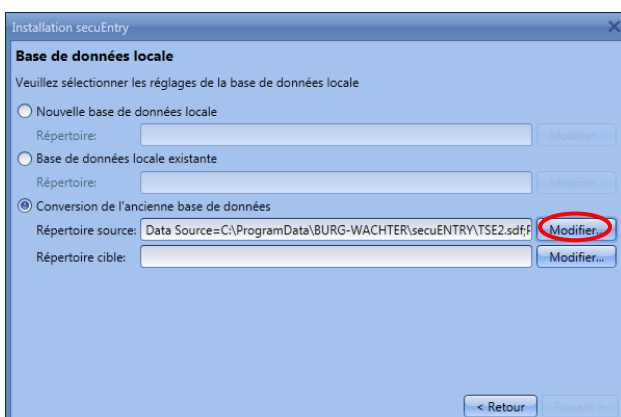 Installation secuEntry
Base de données locale
Veuillez sélectionner les réglages de la base de données locale
Nouvelle base de données locale
Répertoire: Modifier...
Base de données locale existante
Répertoire: Modifier...
Conversion de l'ancienne base de données
Répertoire source: Data Source=C:\ProgramData\BURG-WACHTER\secuENTRY\TSE2.sdf;P Modifier...
Répertoire cible: Modifier...
< Retour Suivant >